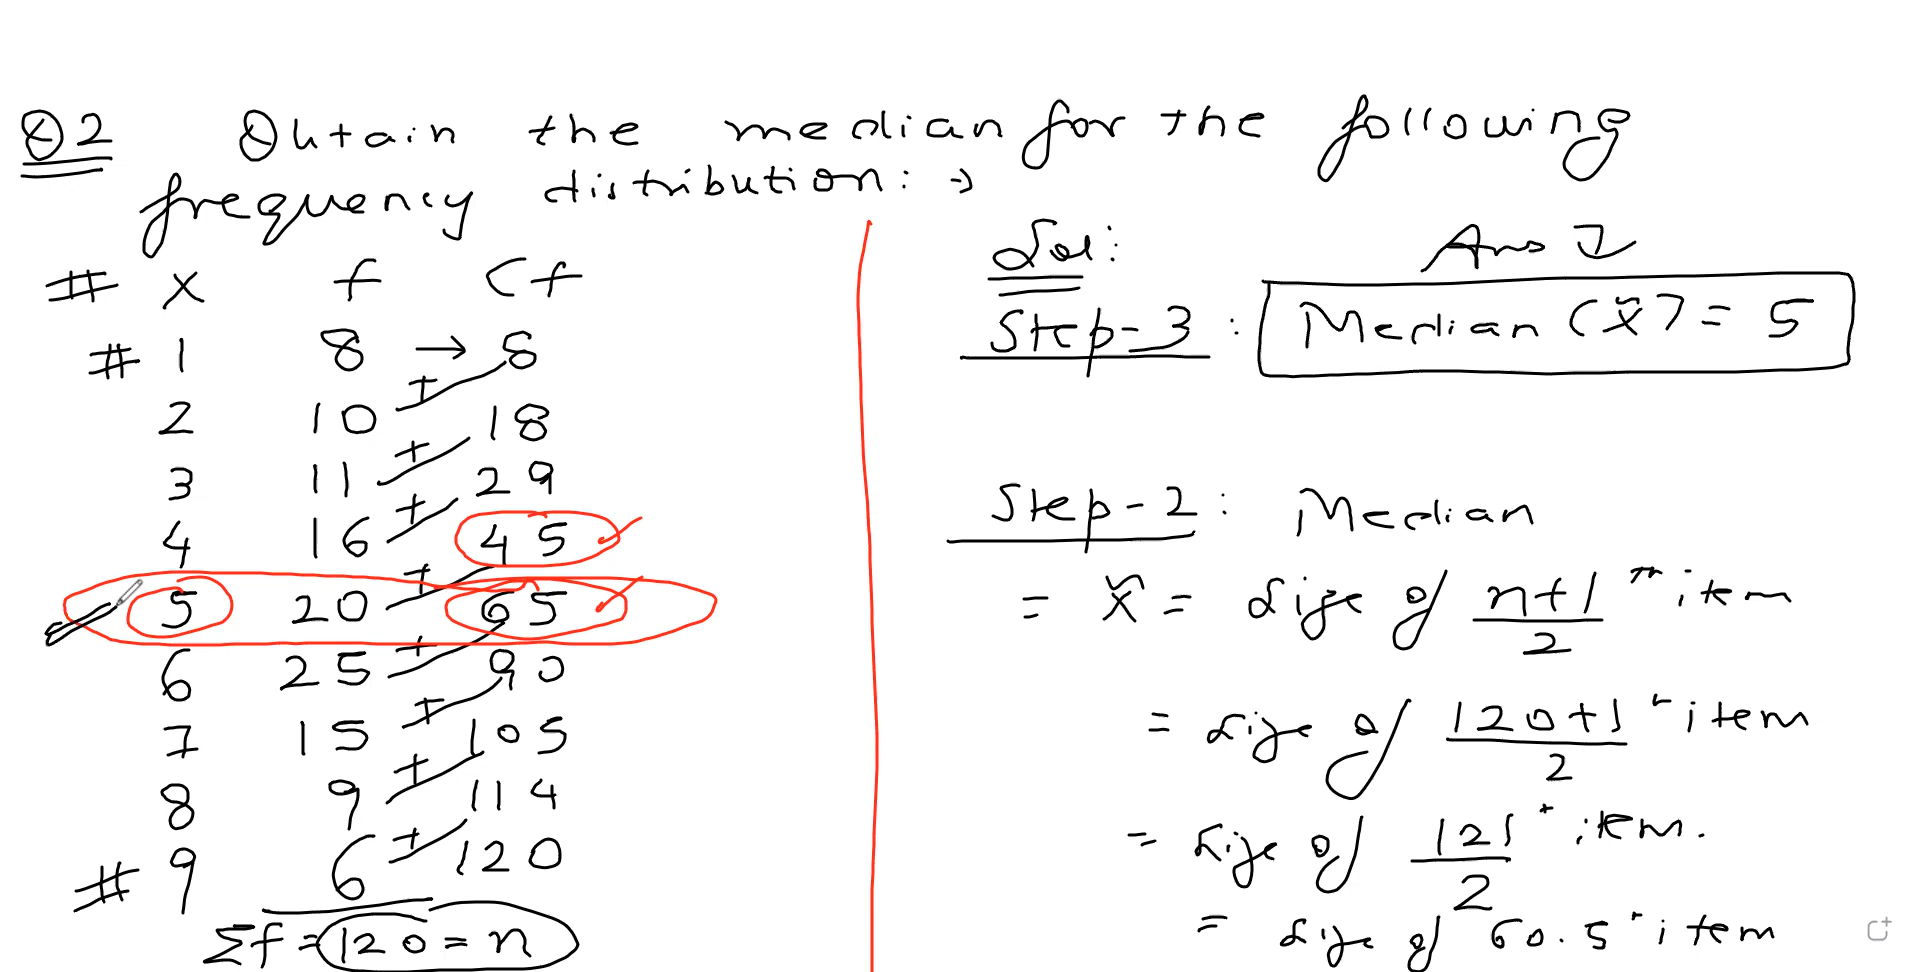 Q2 Obtain the median for the following
frequency distribution: →
# x f Cf
# 1 8 → 8
2 10 + 18
3 11 + 29
4 16 + 45
5 20 + 65
6 25 + 90
7 15 + 105
8 9 + 114
# 9 6 + 120
Σf = 120 = n
Sol:
Ans
Step-3 : Median (x̃) = 5
Step-2 : Median
= x̃ = Size of n+1/2 th item
= Size of 120+1/2 item
= Size of 121/2 item.
= Size of 60.5 item